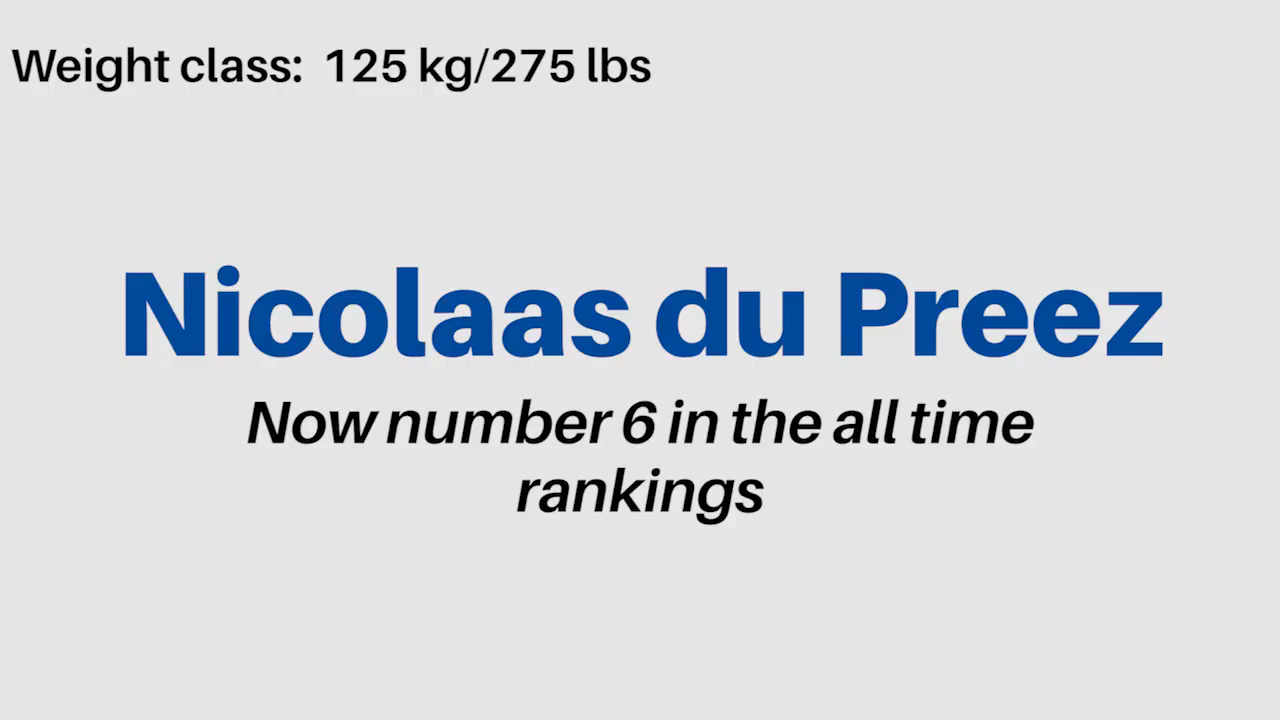 Weight class: 125 kg/275 lbs
Nicolaas du Preez
Now number 6 in the all time
rankings